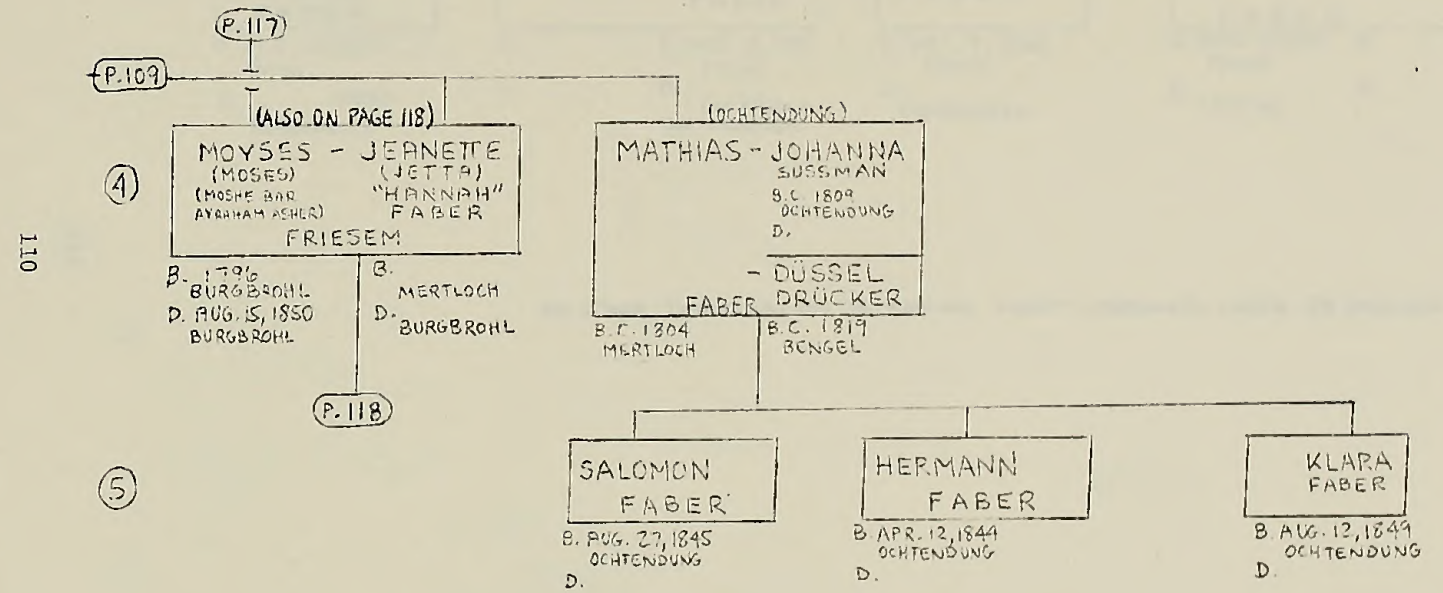 P.117
P.109
(ALSO ON PAGE 118)
MOYSES - JEANETTE
(MOSES) (JETTA)
(MOSHE BAR "HANNAH"
AVRAHAM ASHER) FABER
FRIESEM
B. 1796
BURGBROHL
D. AUG. 15, 1850
BURGBROHL
B.
MERTLOCH
D.
BURGBROHL
P.118
(OCHTENDUNG)
MATHIAS - JOHANNA
SUSSMAN
B.C. 1809
OCHTENDUNG
D.
- DÜSSEL
DRÜCKER
FABER
B.C. 1804
MERTLOCH
B.C. 1819
BENGEL
4
110
5
SALOMON
FABER
B. AUG. 27, 1845
OCHTENDUNG
D.
HERMANN
FABER
B. APR. 12, 1844
OCHTENDUNG
D.
KLARA
FABER
B. AUG. 12, 1849
OCHTENDUNG
D.